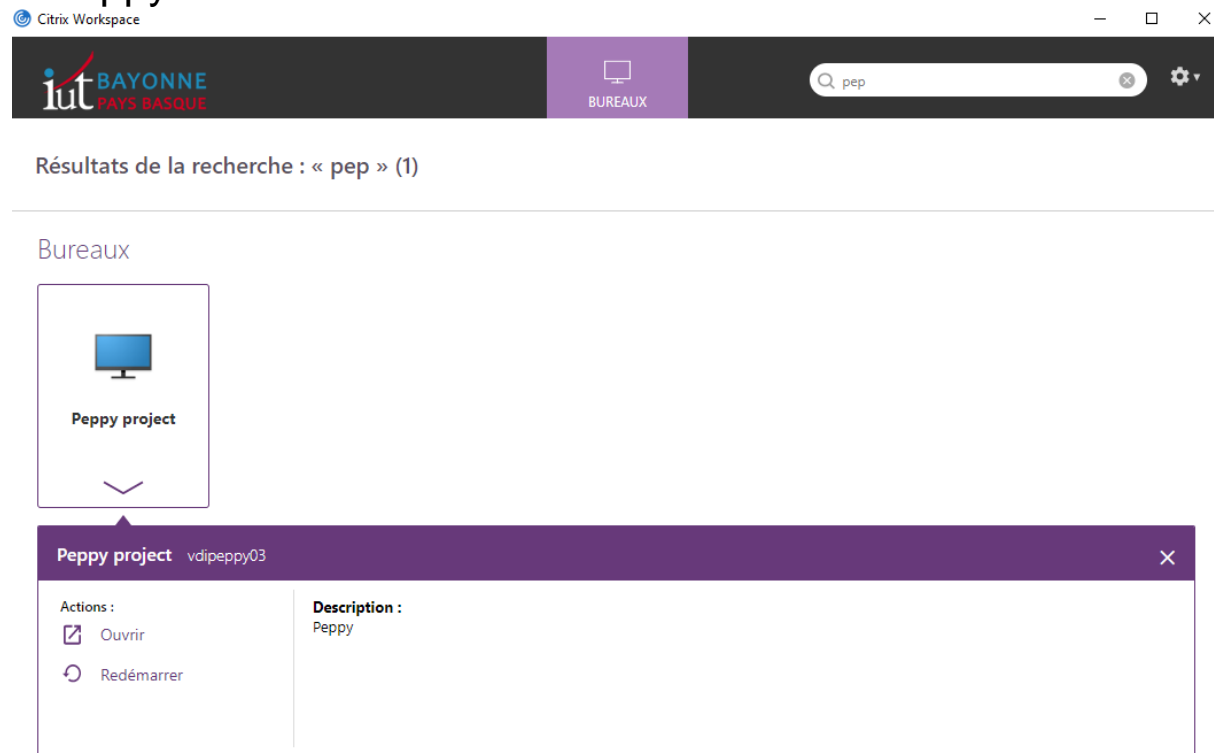 Citrix Workspace
iut BAYONNE
PAYS BASQUE
BUREAUX
pep
Résultats de la recherche : « pep » (1)
Bureaux
Peppy project
Peppy project vdipeppy03
Actions :
Ouvrir
Redémarrer
Description :
Peppy